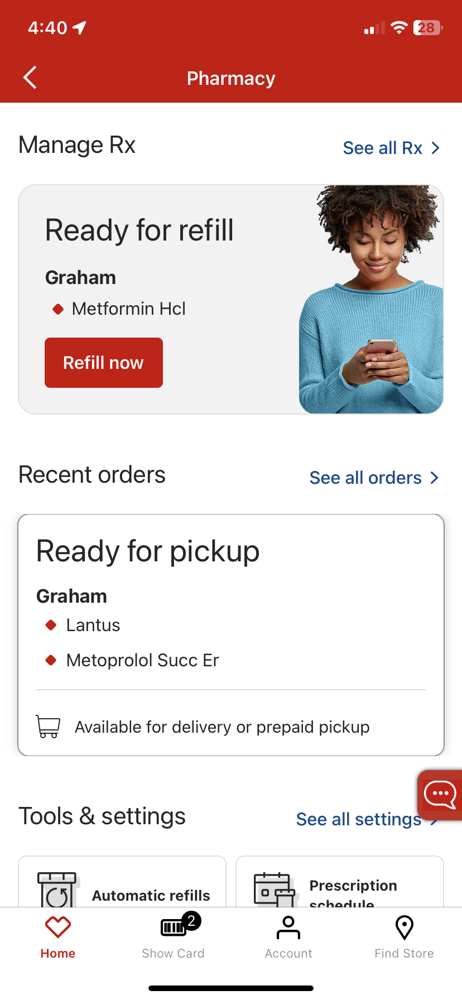 4:40
28
Pharmacy
Manage Rx
See all Rx
Ready for refill
Graham
Metformin Hcl
Refill now
Recent orders
See all orders
Ready for pickup
Graham
Lantus
Metoprolol Succ Er
Available for delivery or prepaid pickup
Tools & settings
See all settings
Automatic refills
Prescription
schedule
2
Home
Show Card
Account
Find Store